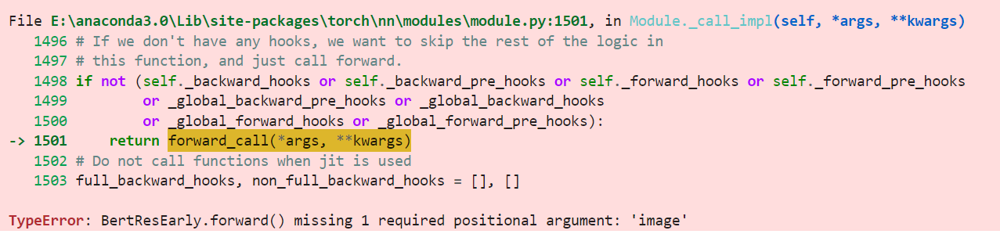 File E:\anaconda3.0\Lib\site-packages\torch\nn\modules\module.py:1501, in Module._call_impl(self, *args, **kwargs)
1496 # If we don't have any hooks, we want to skip the rest of the logic in
1497 # this function, and just call forward.
1498 if not (self._backward_hooks or self._backward_pre_hooks or self._forward_hooks or self._forward_pre_hooks
1499         or _global_backward_pre_hooks or _global_backward_hooks
1500         or _global_forward_hooks or _global_forward_pre_hooks):
-> 1501     return forward_call(*args, **kwargs)
1502 # Do not call functions when jit is used
1503 full_backward_hooks, non_full_backward_hooks = [], []
TypeError: BertResEarly.forward() missing 1 required positional argument: 'image'